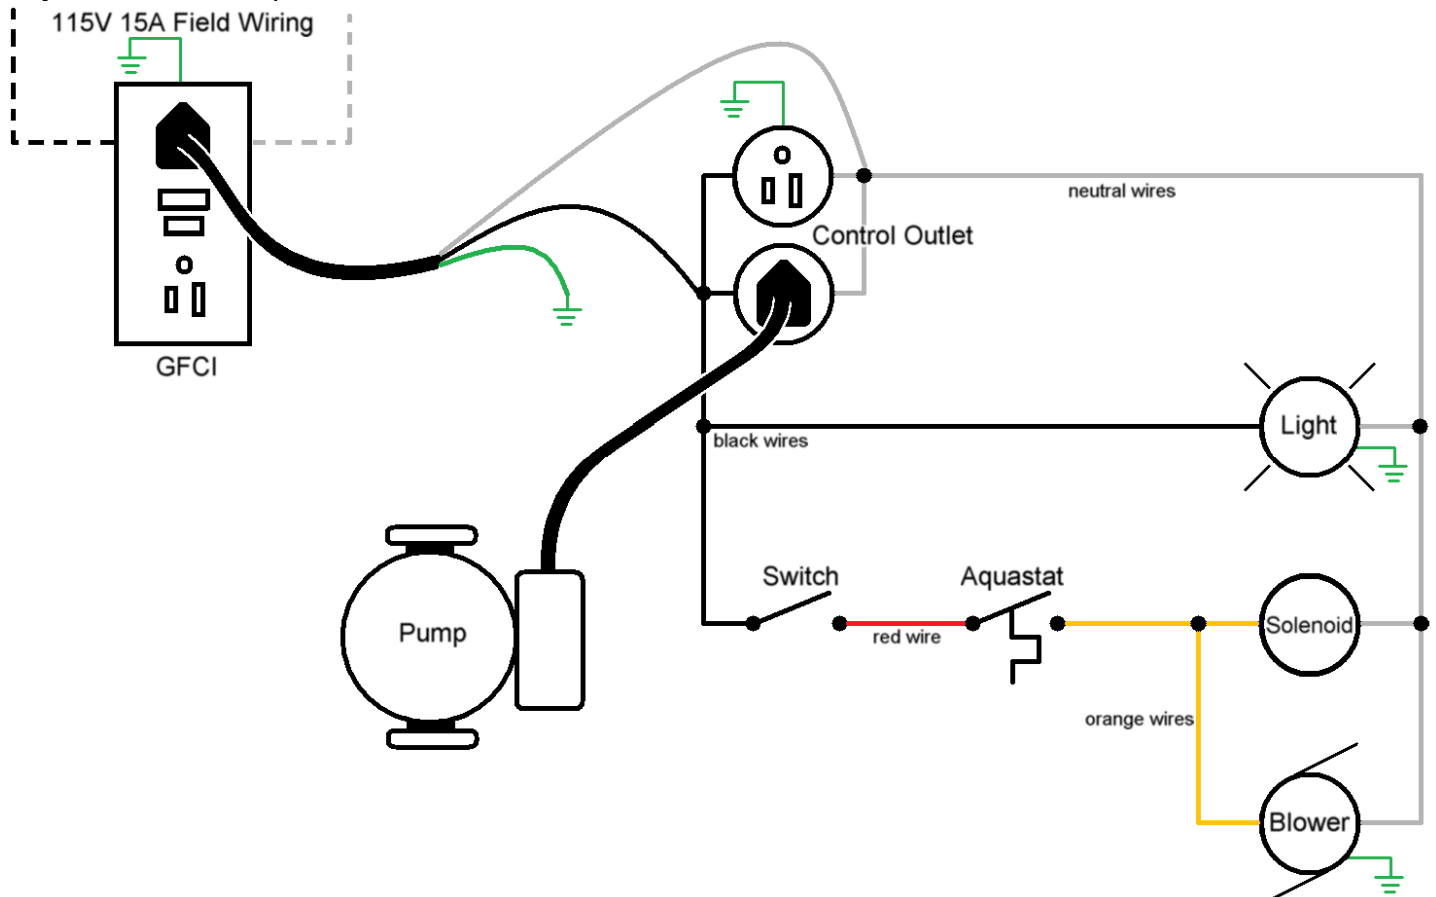 115V 15A Field Wiring
neutral wires
Control Outlet
GFCI
Light
black wires
Switch
Aquastat
Pump
red wire
Solenoid
orange wires
Blower